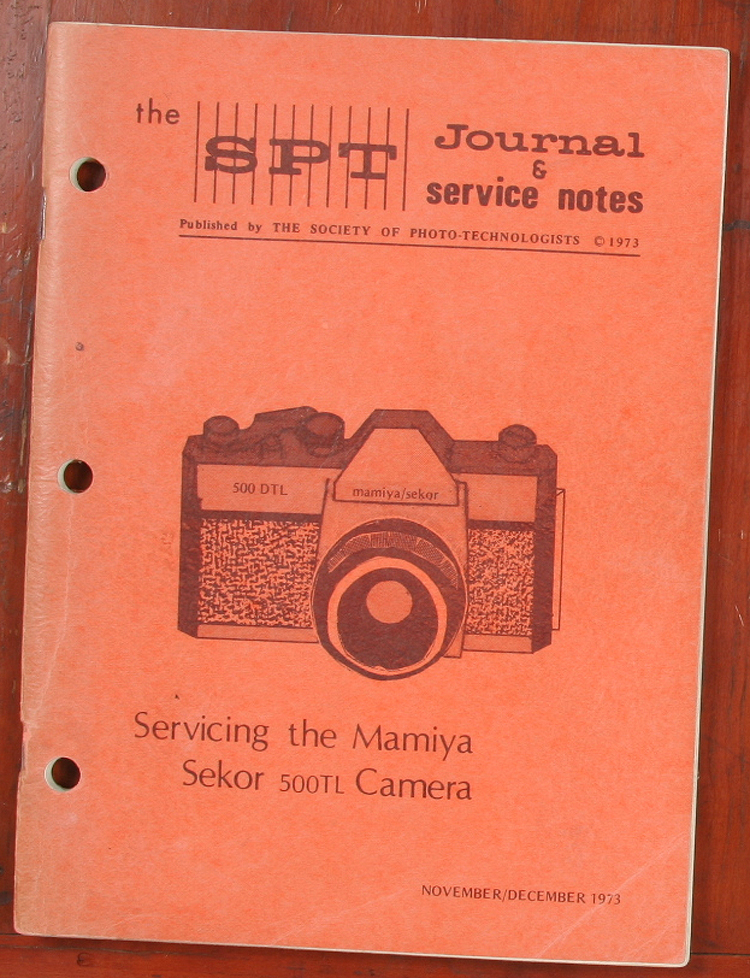 the SPT Journal
&
service notes
Published by THE SOCIETY OF PHOTO-TECHNOLOGISTS © 1973
500 DTL
mamiya/sekor
Servicing the Mamiya
Sekor 500TL Camera
NOVEMBER/DECEMBER 1973